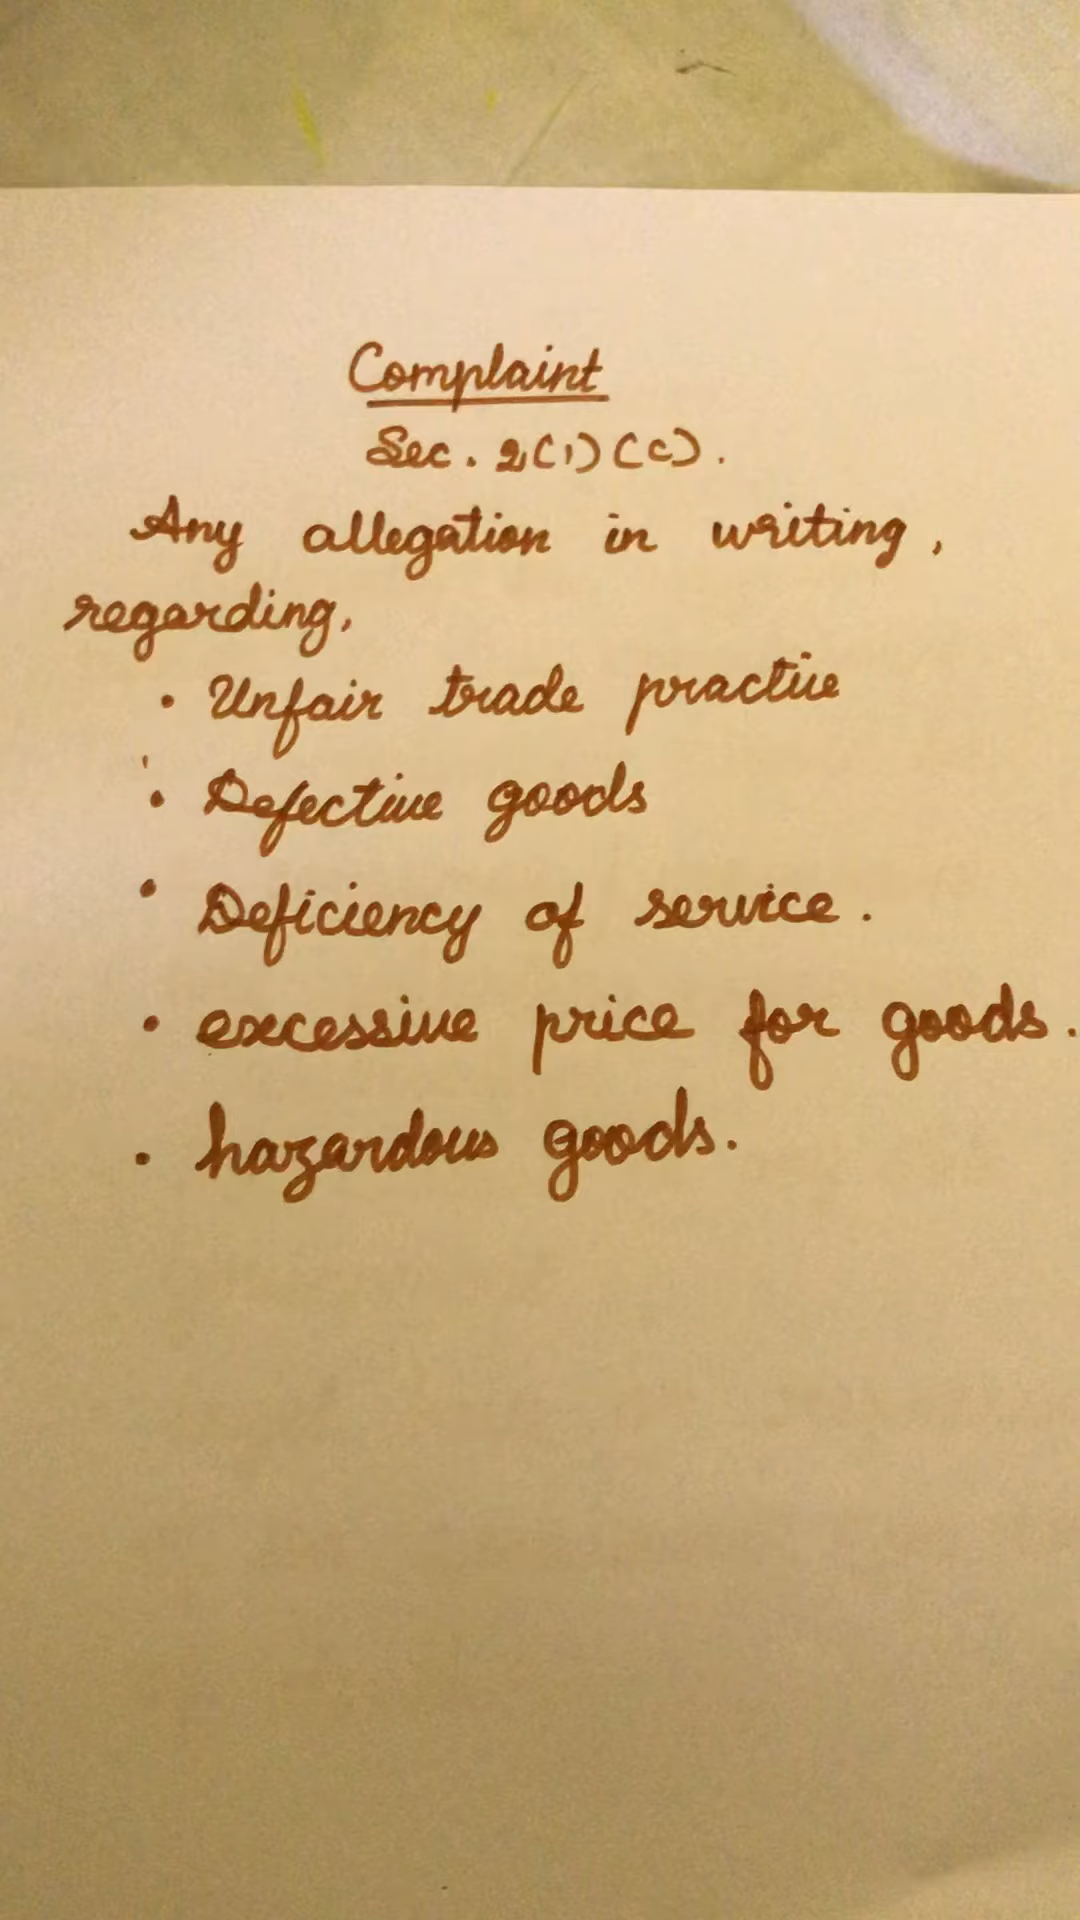 Complaint
Sec. 2(1)(c).
Any allegation in writing,
regarding,
• Unfair trade practice
• Defective goods
• Deficiency of service.
• excessive price for goods.
• hazardous goods.